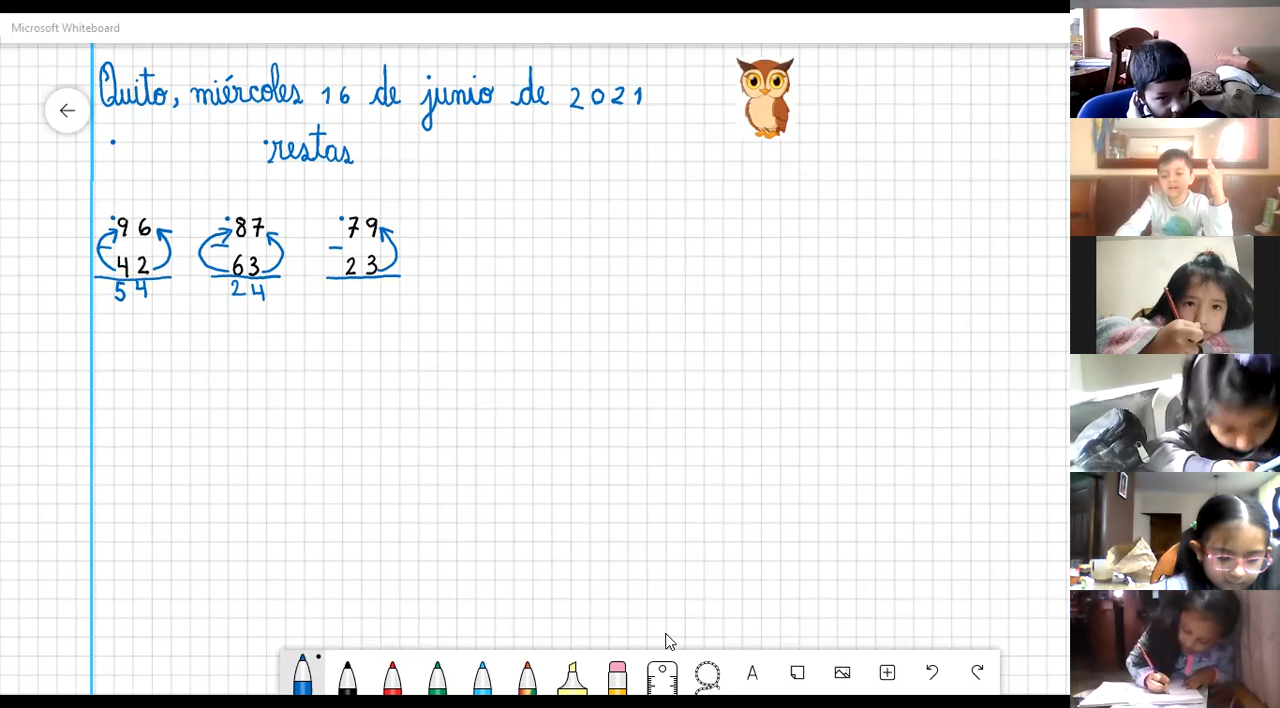 Microsoft Whiteboard
Quito, miércoles 16 de junio de 2021
restas
96 87 79
- - -
42 63 23
54 24
A